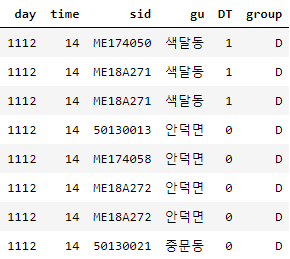 day time sid gu DT group
1112 14 ME174050 색달동 1 D
1112 14 ME18A271 색달동 1 D
1112 14 ME18A271 색달동 1 D
1112 14 50130013 안덕면 0 D
1112 14 ME174058 안덕면 0 D
1112 14 ME18A272 안덕면 0 D
1112 14 ME18A272 안덕면 0 D
1112 14 50130021 중문동 0 D